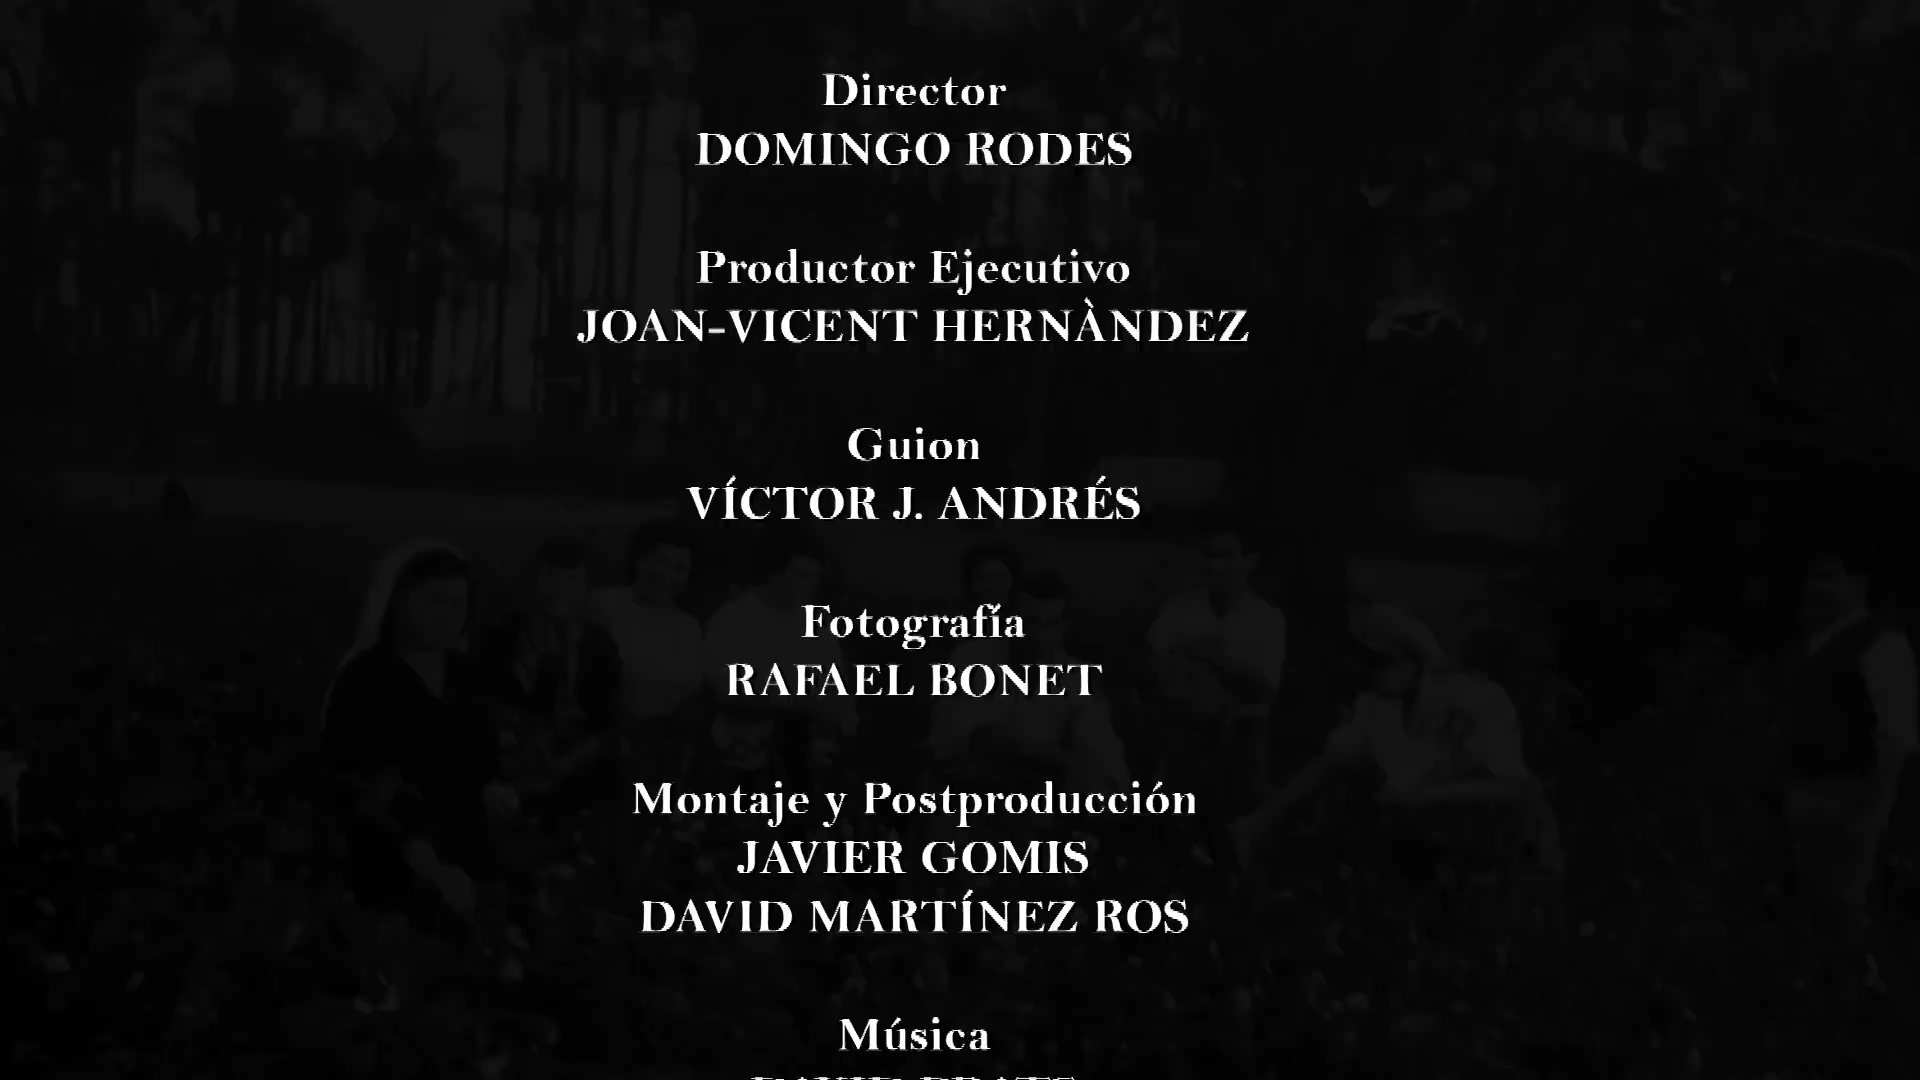 Director
DOMINGO RODES
Productor Ejecutivo
JOAN-VICENT HERNÀNDEZ
Guion
VÍCTOR J. ANDRÉS
Fotografía
RAFAEL BONET
Montaje y Postproducción
JAVIER GOMIS
DAVID MARTÍNEZ ROS
Música